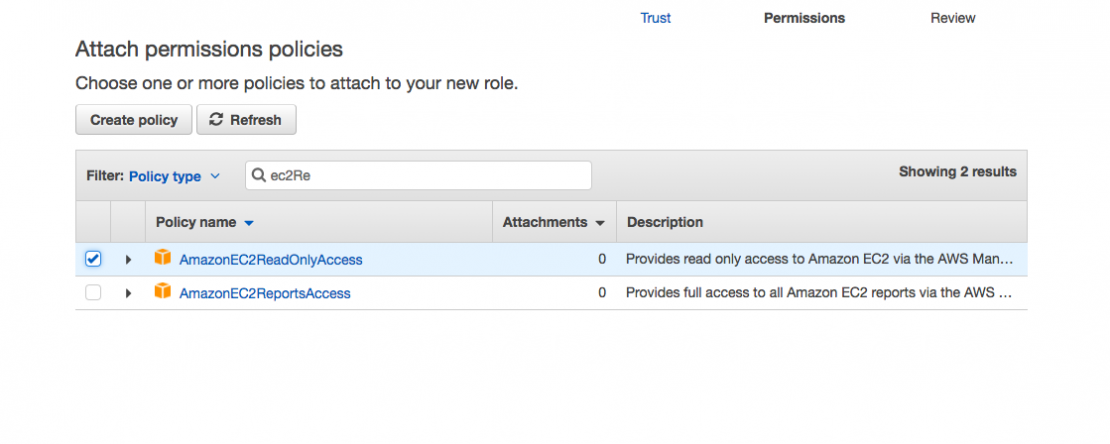 Trust Permissions Review
Attach permissions policies
Choose one or more policies to attach to your new role.
Create policy Refresh
Filter: Policy type ec2Re Showing 2 results
Policy name Attachments Description
AmazonEC2ReadOnlyAccess 0 Provides read only access to Amazon EC2 via the AWS Man...
AmazonEC2ReportsAccess 0 Provides full access to all Amazon EC2 reports via the AWS ...